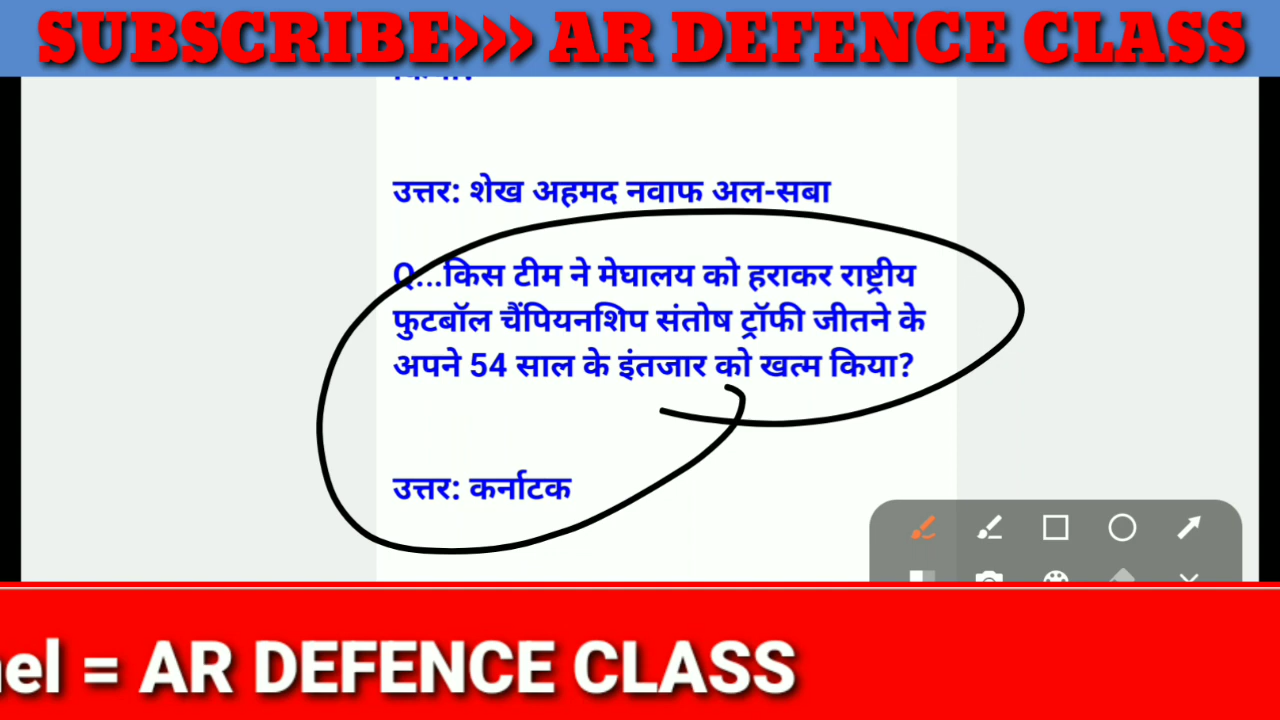 SUBSCRIBE>>> AR DEFENCE CLASS
उत्तर: शेख अहमद नवाफ अल-सबा
Q...किस टीम ने मेघालय को हराकर राष्ट्रीय
फुटबॉल चैंपियनशिप संतोष ट्रॉफी जीतने के
अपने 54 साल के इंतजार को खत्म किया?
उत्तर: कर्नाटक
nel = AR DEFENCE CLASS